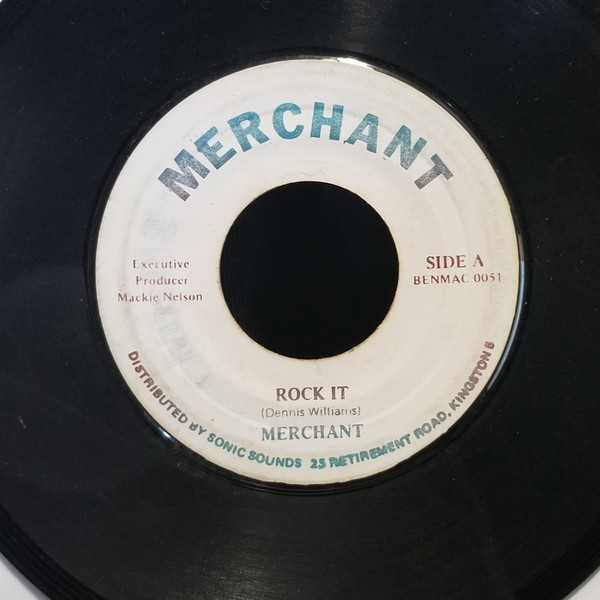 MERCHANT
Executive
Producer
Mackie Nelson
SIDE A
BENMAC 0051
ROCK IT
(Dennis Williams)
MERCHANT
DISTRIBUTED BY SONIC SOUNDS 25 RETIREMENT ROAD, KINGSTON 5